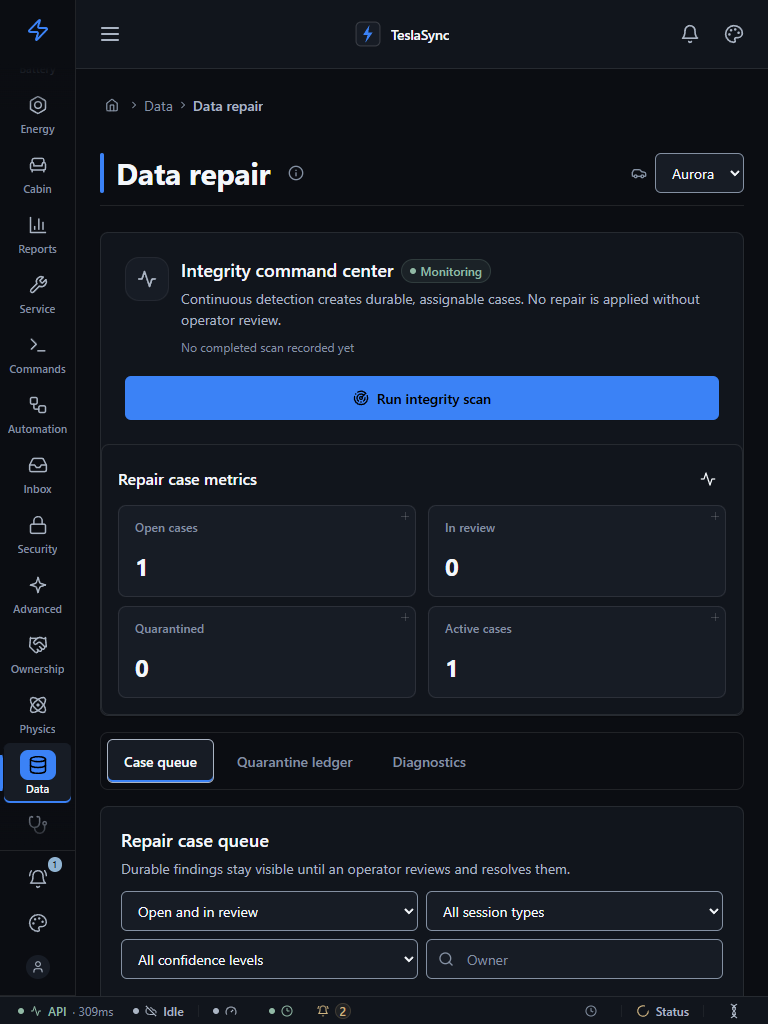 TeslaSync
Energy
Cabin
Reports
Service
Commands
Automation
Inbox
Security
Advanced
Ownership
Physics
Data
1
Data
Data repair
Data repair
Aurora
Integrity command center
Monitoring
Continuous detection creates durable, assignable cases. No repair is applied without
operator review.
No completed scan recorded yet
Run integrity scan
Repair case metrics
Open cases
1
In review
0
Quarantined
0
Active cases
1
Case queue
Quarantine ledger
Diagnostics
Repair case queue
Durable findings stay visible until an operator reviews and resolves them.
Open and in review
All session types
All confidence levels
Owner
API · 309ms
Idle
2
Status